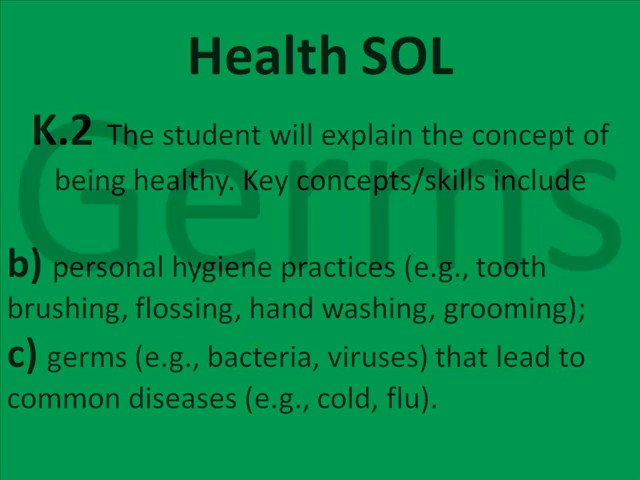 Health SOL
Germs
K.2 The student will explain the concept of
being healthy. Key concepts/skills include
b) personal hygiene practices (e.g., tooth
brushing, flossing, hand washing, grooming);
c) germs (e.g., bacteria, viruses) that lead to
common diseases (e.g., cold, flu).